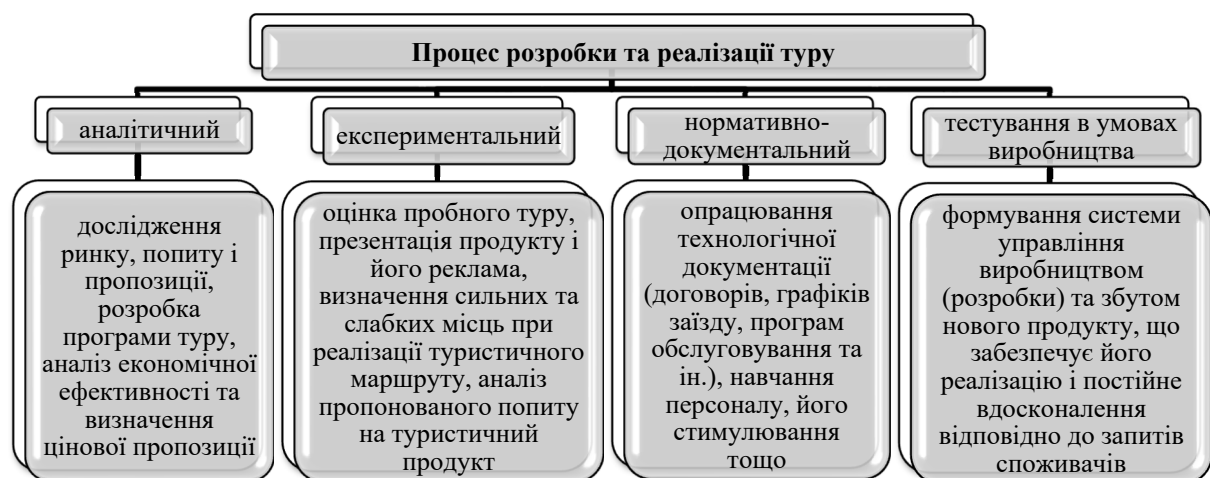 Процес розробки та реалізації туру
аналітичний
експериментальний
нормативно-
документальний
тестування в умовах
виробництва
дослідження
ринку, попиту і
пропозиції,
розробка
програми туру,
аналіз економічної
ефективності та
визначення
цінової пропозиції
оцінка пробного туру,
презентація продукту і
його реклама,
визначення сильних та
слабких місць при
реалізації туристичного
маршруту, аналіз
пропонованого попиту
на туристичний
продукт
опрацювання
технологічної
документації
(договорів, графіків
заїзду, програм
обслуговування та
ін.), навчання
персоналу, його
стимулювання
тощо
формування системи
управління
виробництвом
(розробки) та збутом
нового продукту, що
забезпечує його
реалізацію і постійне
вдосконалення
відповідно до запитів
споживачів